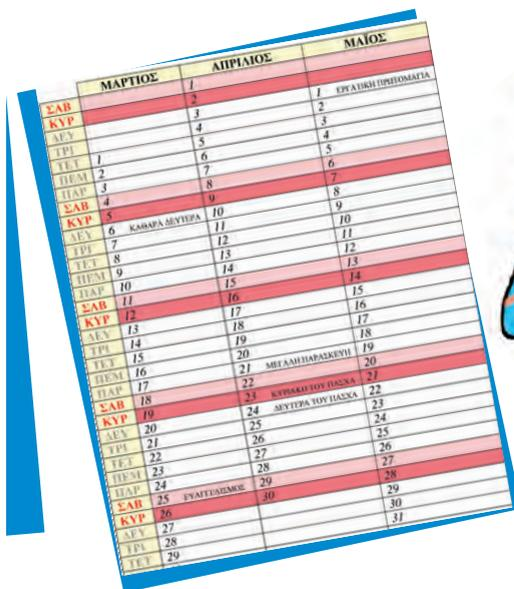 ΜΑΡΤΙΟΣ ΑΠΡΙΛΙΟΣ ΜΑΪΟΣ
ΣΑΒ 1
ΚΥΡ 2
ΔΕΥ 3 1 ΕΡΓΑΤΙΚΗ ΠΡΩΤΟΜΑΓΙΑ
ΤΡΙ 4 2
ΤΕΤ 1 5 3
ΠΕΜ 2 6 4
ΠΑΡ 3 7 5
ΣΑΒ 4 8 6
ΚΥΡ 5 9 7
ΔΕΥ 6 ΚΑΘΑΡΑ ΔΕΥΤΕΡΑ 10 8
ΤΡΙ 7 11 9
ΤΕΤ 8 12 10
ΠΕΜ 9 13 11
ΠΑΡ 10 14 12
ΣΑΒ 11 15 13
ΚΥΡ 12 16 14
ΔΕΥ 13 17 15
ΤΡΙ 14 18 16
ΤΕΤ 15 19 17
ΠΕΜ 16 20 18
ΠΑΡ 17 21 ΜΕΓΑΛΗ ΠΑΡΑΣΚΕΥΗ 19
ΣΑΒ 18 22 20
ΚΥΡ 19 23 ΚΥΡΙΑΚΟ ΤΟΥ ΠΑΣΧΑ 21
ΔΕΥ 20 24 ΔΕΥΤΕΡΑ ΤΟΥ ΠΑΣΧΑ 22
ΤΡΙ 21 25 23
ΤΕΤ 22 26 24
ΠΕΜ 23 27 25
ΠΑΡ 24 28 26
ΣΑΒ 25 ΕΥΑΓΓΕΛΙΣΜΟΣ 29 27
ΚΥΡ 26 30 28
ΔΕΥ 27 29
ΤΡΙ 28 30
ΤΕΤ 29 31